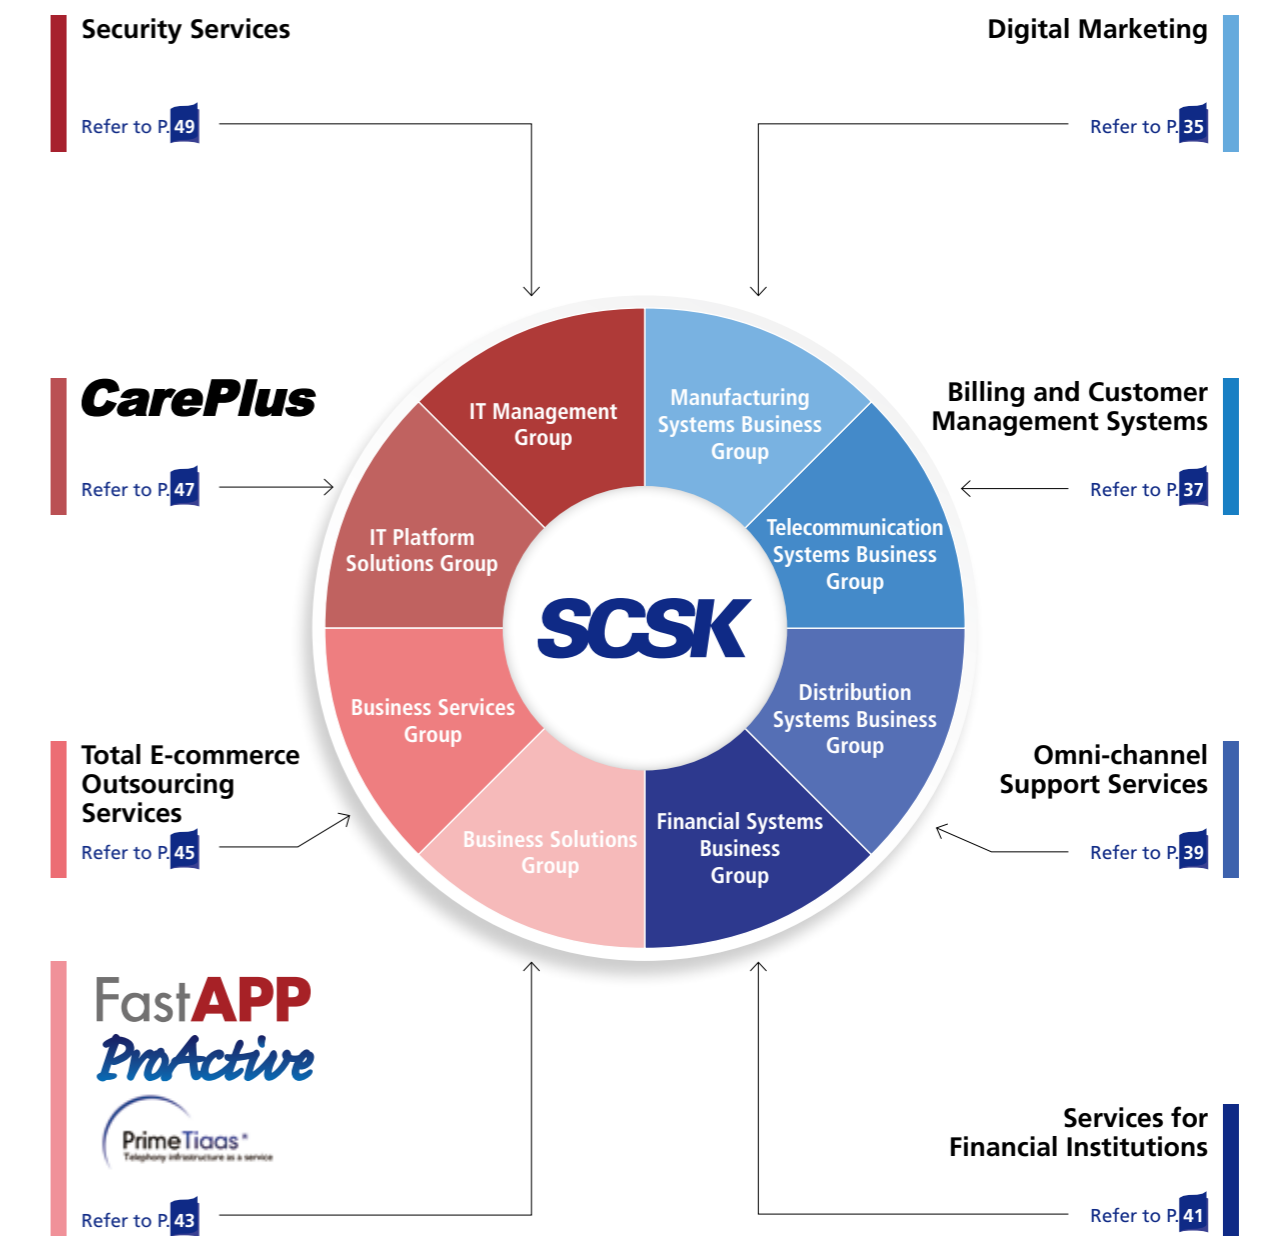 Security Services
Refer to P.49
Digital Marketing
Refer to P.35
CarePlus
Refer to P.47
Billing and Customer
Management Systems
Refer to P.37
IT Management
Group
Manufacturing
Systems Business
Group
IT Platform
Solutions Group
Telecommunication
Systems Business
Group
SCSK
Business Services
Group
Distribution
Systems Business
Group
Business Solutions
Group
Financial Systems
Business
Group
Total E-commerce
Outsourcing
Services
Refer to P.45
Omni-channel
Support Services
Refer to P.39
FastAPP
ProActive
PrimeTiaas*
Telephony infrastructure as a service
Refer to P.43
Services for
Financial Institutions
Refer to P.41